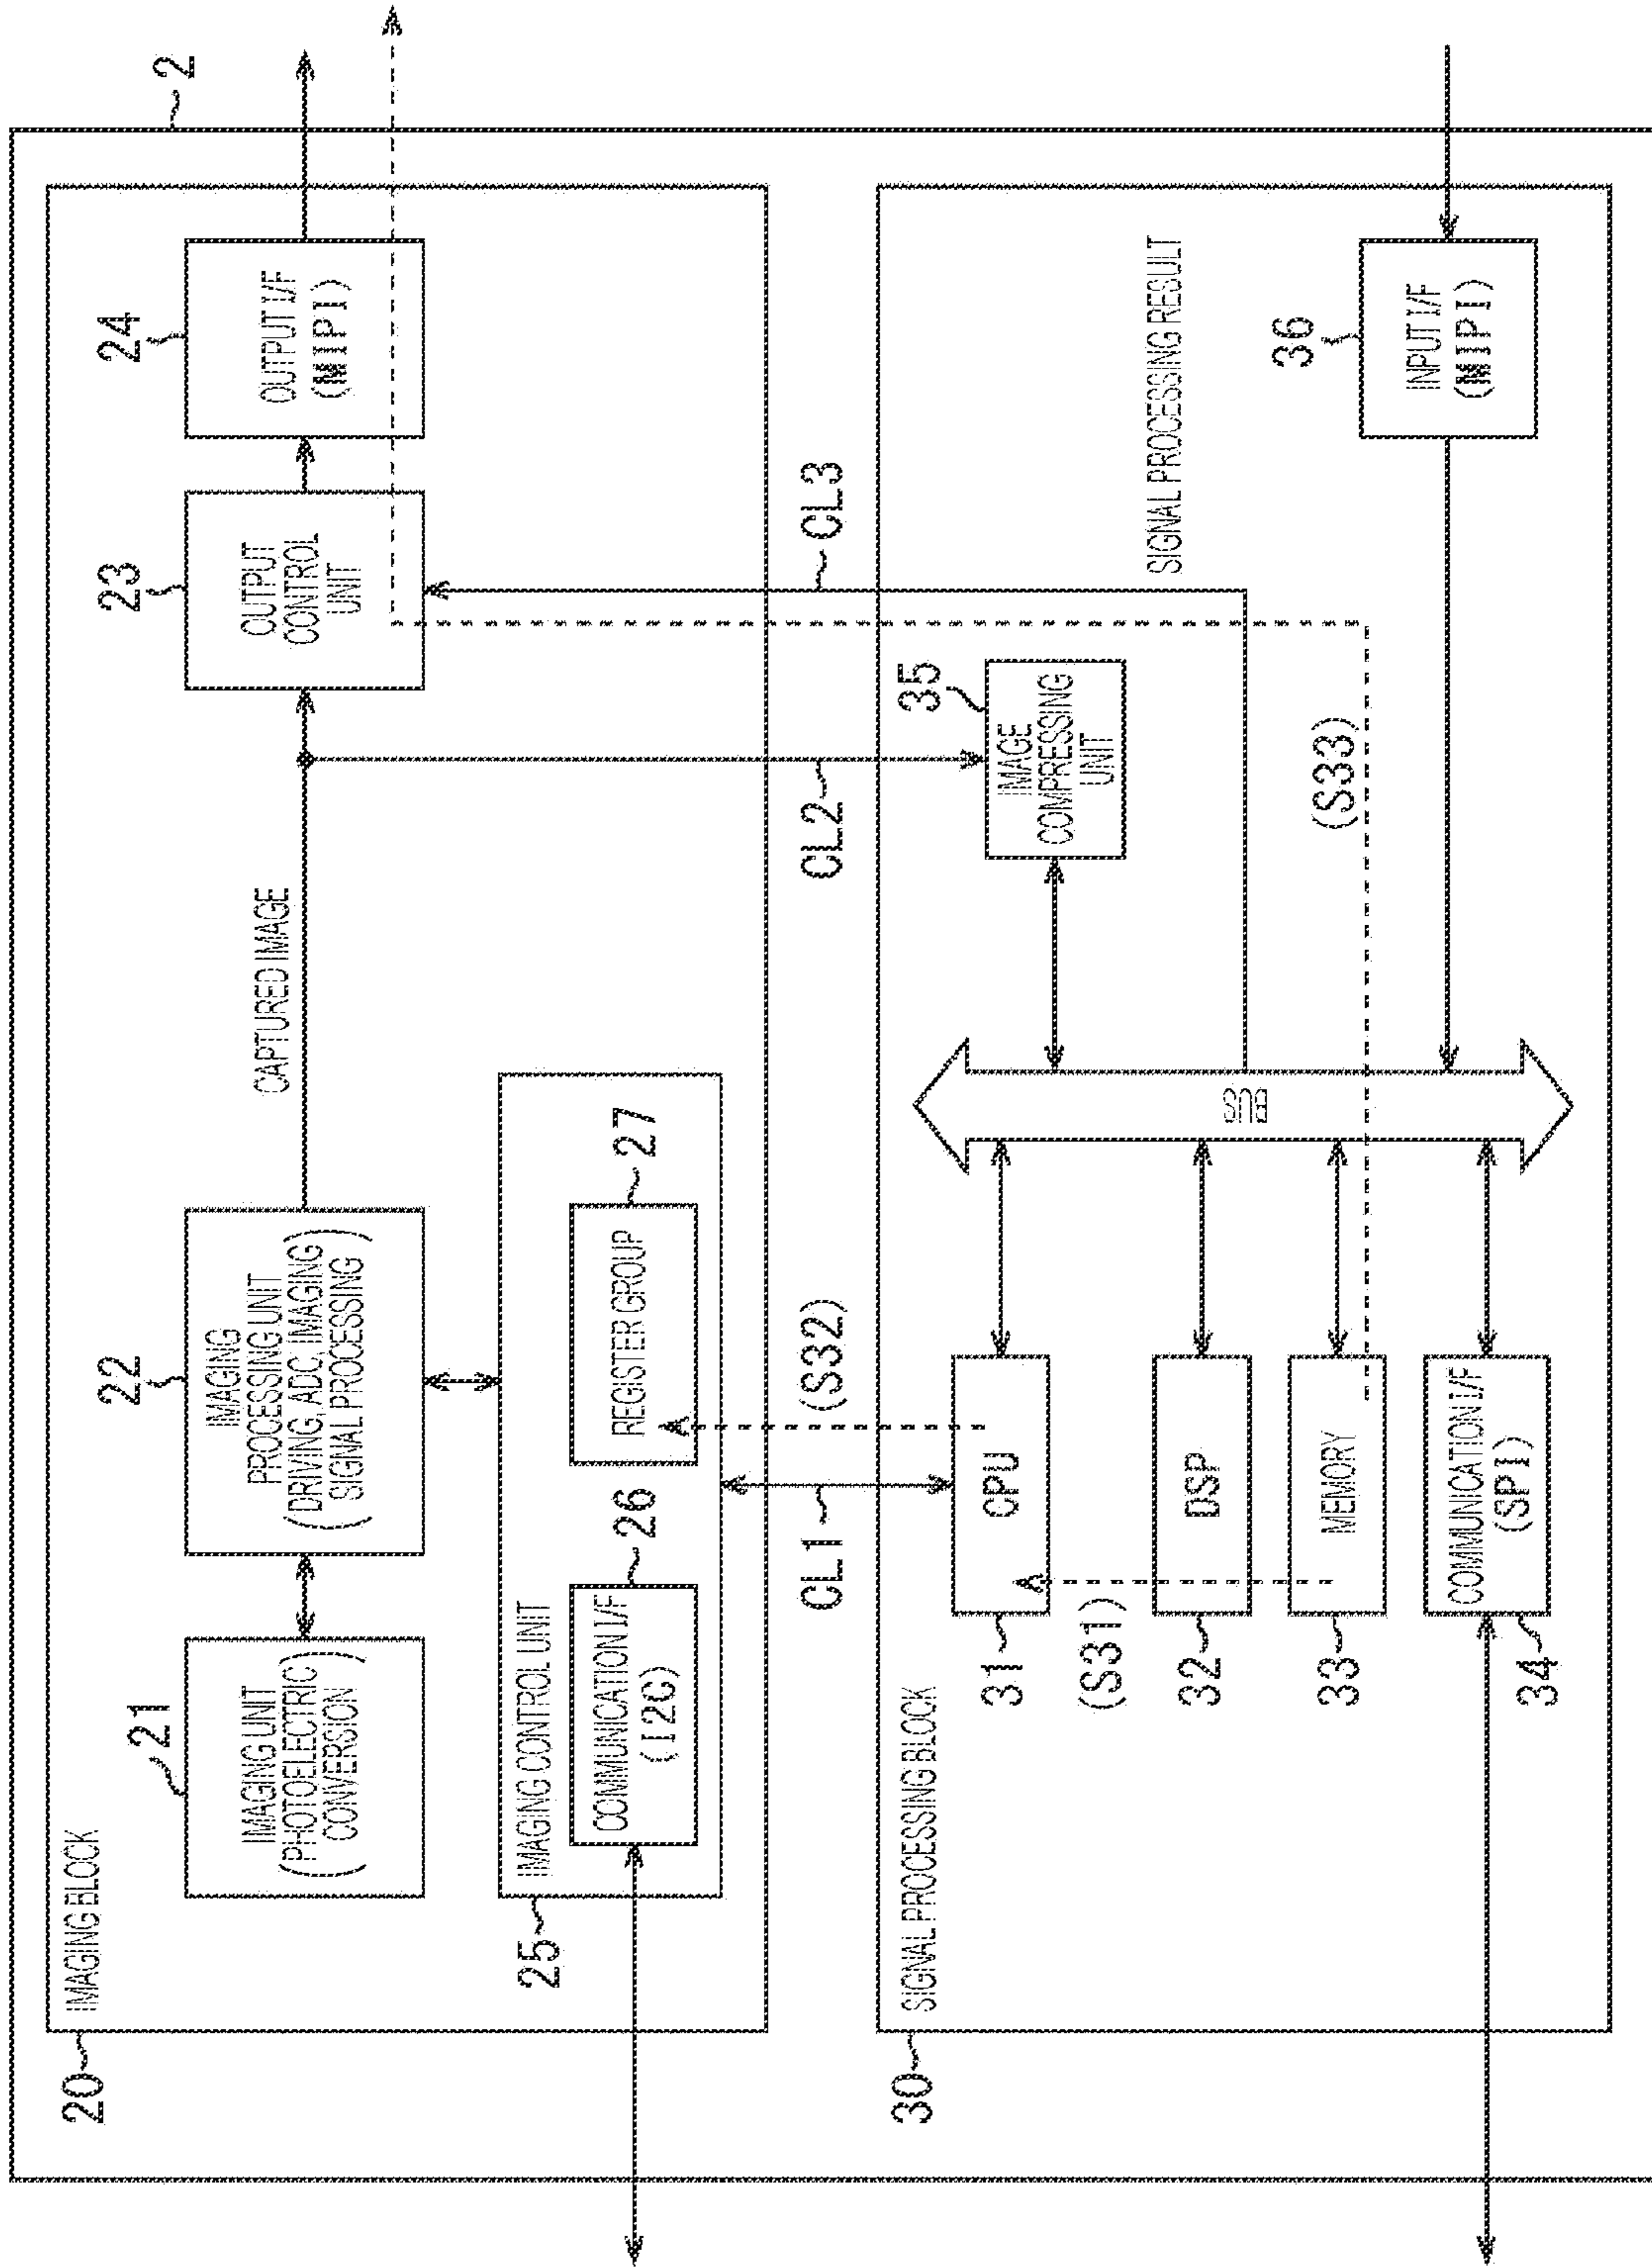 2
20
IMAGING BLOCK
21
IMAGING UNIT
(PHOTOELECTRIC
CONVERSION)
22
IMAGING
PROCESSING UNIT
(DRIVING, ADC, IMAGING
SIGNAL PROCESSING)
CAPTURED IMAGE
23
OUTPUT
CONTROL
UNIT
24
OUTPUT I/F
(MIPI)
25
IMAGING CONTROL UNIT
26
COMMUNICATION I/F
(I2C)
27
REGISTER GROUP
CL1
(S32)
CL2
CL3
30
SIGNAL PROCESSING BLOCK
31
CPU
(S31)
32
DSP
33
MEMORY
34
COMMUNICATION I/F
(SPI)
BUS
35
IMAGE
COMPRESSING
UNIT
(S33)
SIGNAL PROCESSING RESULT
36
INPUT I/F
(MIPI)